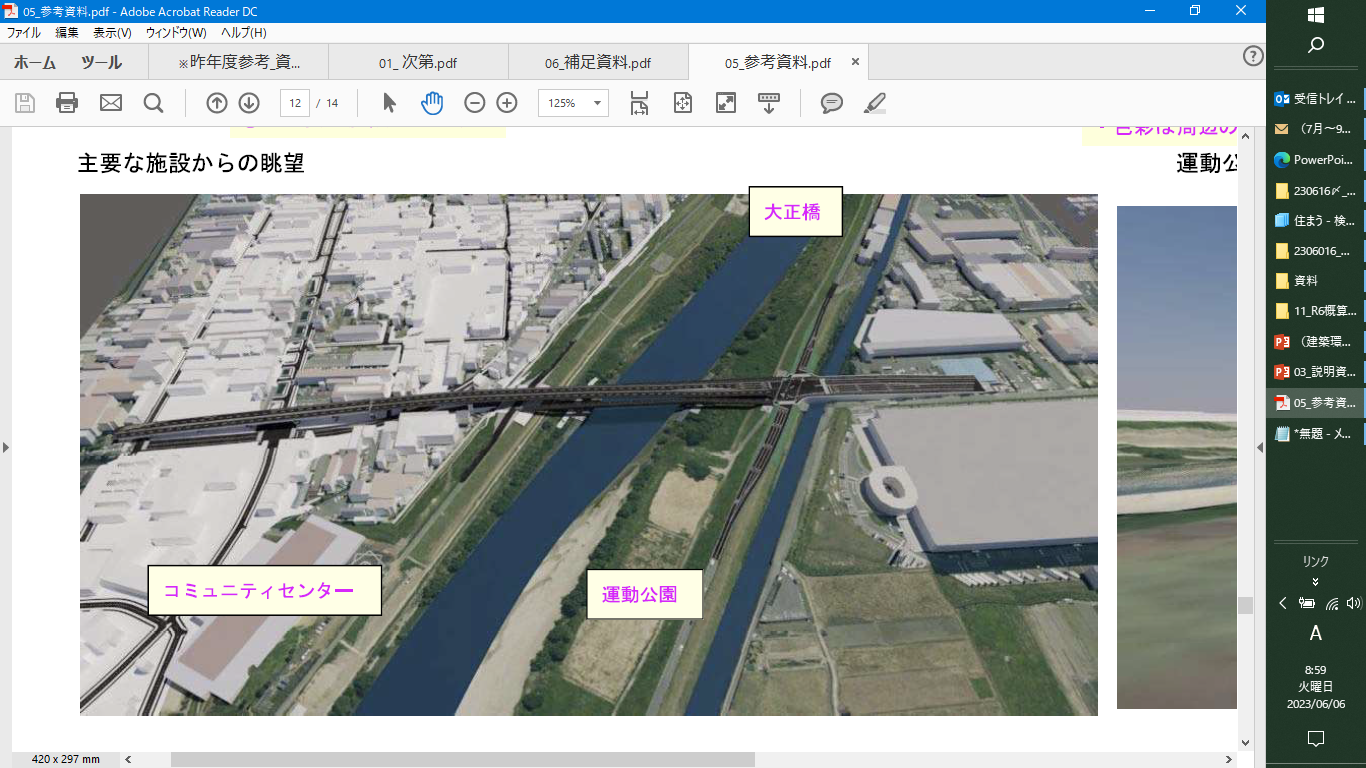 05_参考資料.pdf - Adobe Acrobat Reader DC
ファイル 編集 表示(V) ウィンドウ(W) ヘルプ(H)
ホーム ツール ※昨年度参考_資... 01_ 次第.pdf 06_補足資料.pdf 05_参考資料.pdf ×
12 / 14 125%
色彩は周辺の
主要な施設からの眺望
運動公
大正橋
コミュニティセンター
運動公園
420 x 297 mm
受信トレイ ...
（7月～9...
PowerPoi...
230616〆_...
住まう - 検...
2306016_...
資料
11_R6概算...
（建築環...
03_説明資...
05_参考資...
*無題 - メ...
リンク
A
8:59
火曜日
2023/06/06